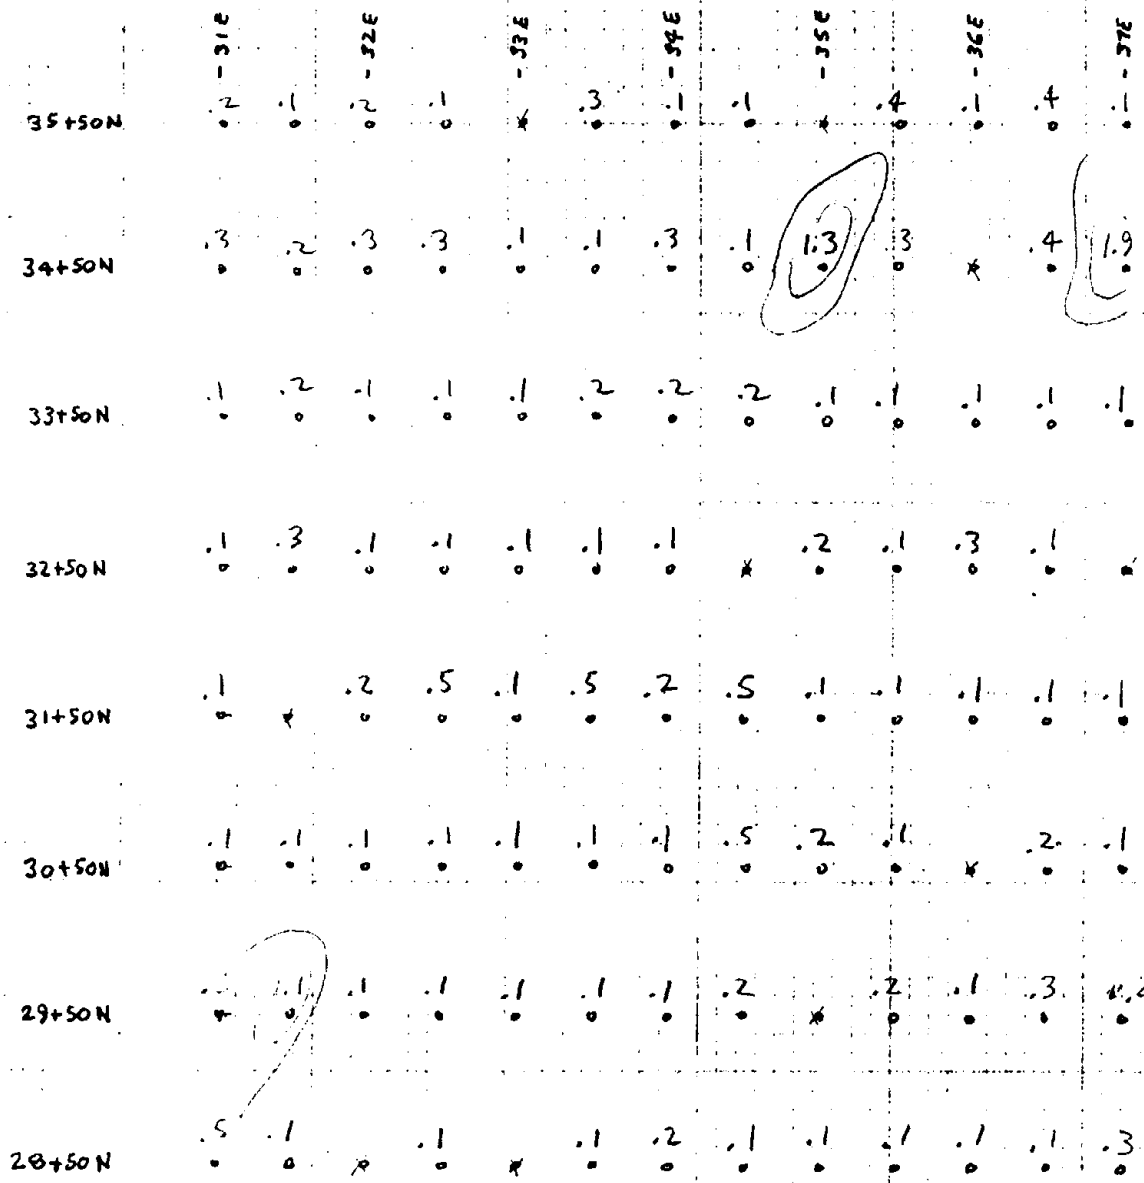 - 31E - 32E - 33E - 34E - 35E - 36E - 37E
35+50N .2 .1 .2 .1 .3 .1 .1 .4 .1 .4 .1
34+50N .3 .2 .3 .3 .1 .1 .3 .1 1.3 .3 .4 1.9
33+50N .1 .2 .1 .1 .1 .2 .2 .2 .1 .1 .1 .1 .1
32+50N .1 .3 .1 .1 .1 .1 .1 .2 .1 .3 .1
31+50N .1 .2 .5 .1 .5 .2 .5 .1 .1 .1 .1 .1
30+50N .1 .1 .1 .1 .1 .1 .1 .5 .2 .1 .2 .1
29+50N .1 .1 .1 .1 .1 .1 .2 .2 .1 .3
28+50N .5 .1 .1 .1 .2 .1 .1 .1 .1 .1 .3